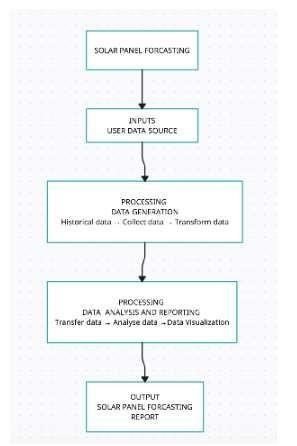 SOLAR PANEL FORCASTING
INPUTS
USER DATA SOURCE
PROCESSING
DATA GENERATION
Historical data → Collect data → Transform data
PROCESSING
DATA ANALYSIS AND REPORTING
Transfer data → Analyse data →Data Visualization
OUTPUT
SOLAR PANEL FORCASTING
REPORT